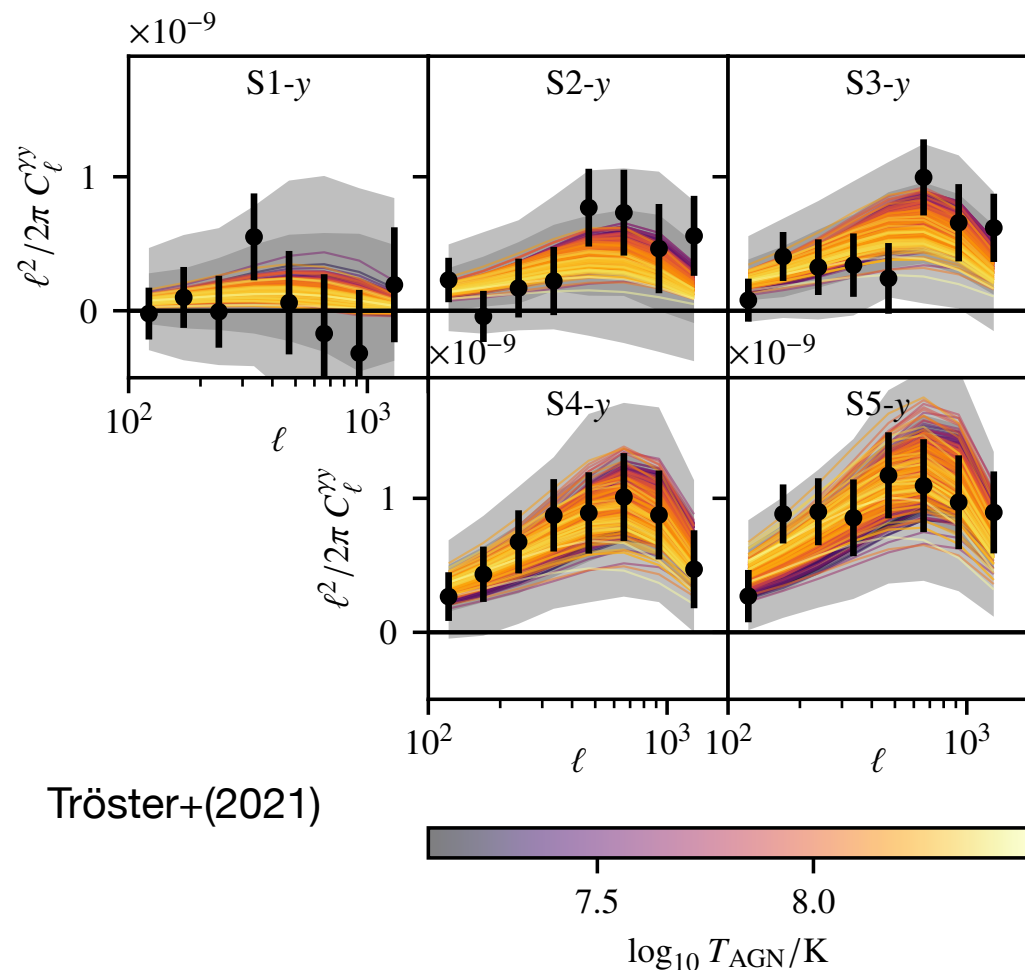 ×10⁻⁹
S1-y
S2-y
S3-y
ℓ²/2π C_ℓ^{γy}
1
0
×10⁻⁹
×10⁻⁹
10²
10³
ℓ
S4-y
S5-y
ℓ²/2π C_ℓ^{γy}
1
0
10²
10³
10²
10³
ℓ
ℓ
Tröster+(2021)
7.5
8.0
log₁₀ T_AGN/K